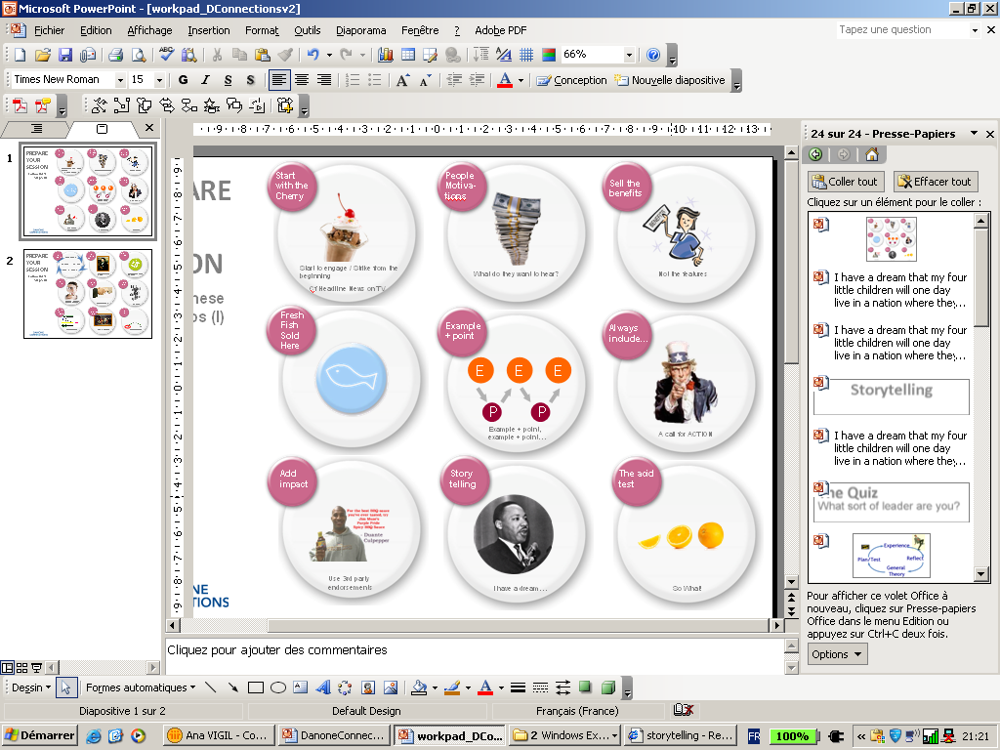 Microsoft PowerPoint - [workpad_DConnectionsv2]
Fichier Edition Affichage Insertion Format Outils Diaporama Fenêtre ? Adobe PDF
Tapez une question
66%
Times New Roman 15 G I S S
Conception Nouvelle diapositive
24 sur 24 - Presse-Papiers
Coller tout Effacer tout
Cliquez sur un élément pour le coller :
I have a dream that my four
little children will one day
live in a nation where they...
I have a dream that my four
little children will one day
live in a nation where they...
Storytelling
I have a dream that my four
little children will one day
live in a nation where they...
he Quiz
What sort of leader are you?
Experience
Reflect
General
Theory
Plan/Test
Pour afficher ce volet Office à
nouveau, cliquez sur Presse-papiers
Office dans le menu Edition ou
appuyez sur Ctrl+C deux fois.
Options
1
PREPARE
YOUR
SESSION
2
PREPARE
YOUR
SESSION
ARE
ON
hese
os (I)
NE
TIONS
Start
with the
Cherry
Start to engage / Strike from the
beginning
Cf Headline News on TV
People
Motiva-
tions
What do they want to hear?
Sell the
benefits
Not the features
Fresh
Fish
Sold
Here
Example
+ point
E E E
P P
Example + point,
example + point...
Always
include...
A call for ACTION
Add
impact
For the best BBQ sauce
you've ever tasted, try
Purple Pride
Duante
Culpepper
Use 3rd party
endorsements
Story
telling
I have a dream...
The acid
test
So What!
Cliquez pour ajouter des commentaires
Dessin Formes automatiques
Diapositive 1 sur 2 Default Design Français (France)
Démarrer Ana VIGIL - Co... DanoneConnec... workpad_DCo... 2 Windows Ex... storytelling - Re... FR 100% 21:21